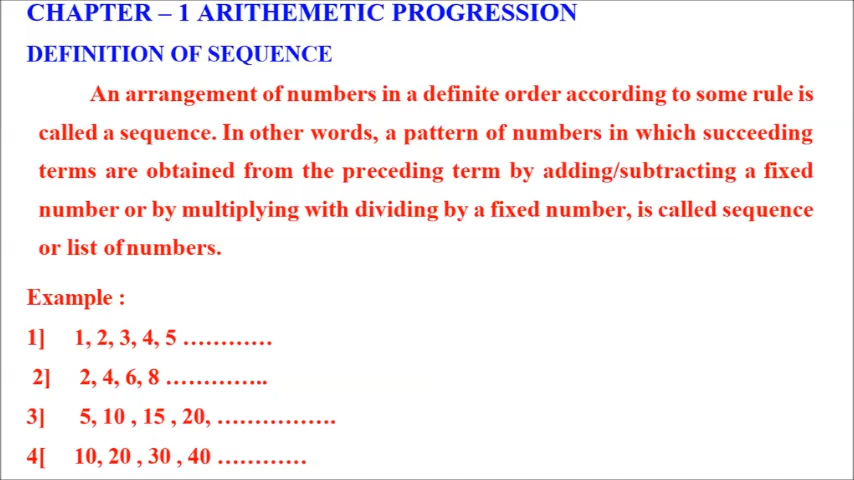 CHAPTER – 1 ARITHEMETIC PROGRESSION
DEFINITION OF SEQUENCE
An arrangement of numbers in a definite order according to some rule is
called a sequence. In other words, a pattern of numbers in which succeeding
terms are obtained from the preceding term by adding/subtracting a fixed
number or by multiplying with dividing by a fixed number, is called sequence
or list of numbers.
Example :
1] 1, 2, 3, 4, 5 …………
2] 2, 4, 6, 8 …………..
3] 5, 10 , 15 , 20, …………….
4[ 10, 20 , 30 , 40 …………